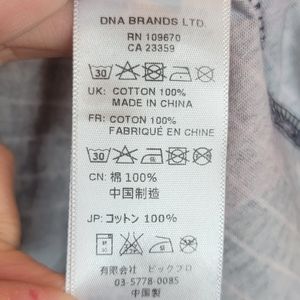 DNA BRANDS LTD.
RN 109670
CA 23359
30
UK: COTTON 100%
MADE IN CHINA
FR: COTON 100%
FABRIQUÉ EN CHINE
30
CN: 棉 100%
中国制造
JP: コットン 100%
有限会社 ビックフロ
03-5778-0085
中国製